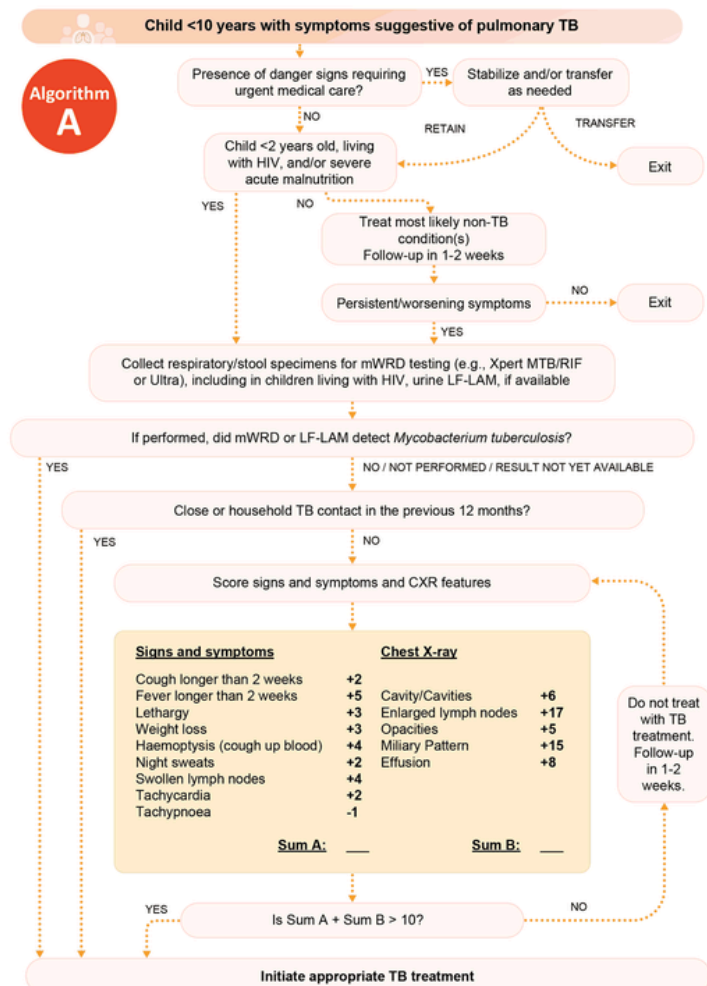 Child <10 years with symptoms suggestive of pulmonary TB
Algorithm
A
Presence of danger signs requiring
urgent medical care?
YES
Stabilize and/or transfer
as needed
NO
RETAIN
TRANSFER
Child <2 years old, living
with HIV, and/or severe
acute malnutrition
Exit
YES
NO
Treat most likely non-TB
condition(s)
Follow-up in 1-2 weeks
Persistent/worsening symptoms
NO
Exit
YES
Collect respiratory/stool specimens for mWRD testing (e.g., Xpert MTB/RIF
or Ultra), including in children living with HIV, urine LF-LAM, if available
If performed, did mWRD or LF-LAM detect Mycobacterium tuberculosis?
YES
NO / NOT PERFORMED / RESULT NOT YET AVAILABLE
Close or household TB contact in the previous 12 months?
YES
NO
Score signs and symptoms and CXR features
Signs and symptoms
Cough longer than 2 weeks +2
Fever longer than 2 weeks +5
Lethargy +3
Weight loss +3
Haemoptysis (cough up blood) +4
Night sweats +2
Swollen lymph nodes +4
Tachycardia +2
Tachypnoea -1
Sum A: ___
Chest X-ray
Cavity/Cavities +6
Enlarged lymph nodes +17
Opacities +5
Miliary Pattern +15
Effusion +8
Sum B: ___
Do not treat
with TB
treatment.
Follow-up
in 1-2
weeks.
YES
Is Sum A + Sum B > 10?
NO
Initiate appropriate TB treatment